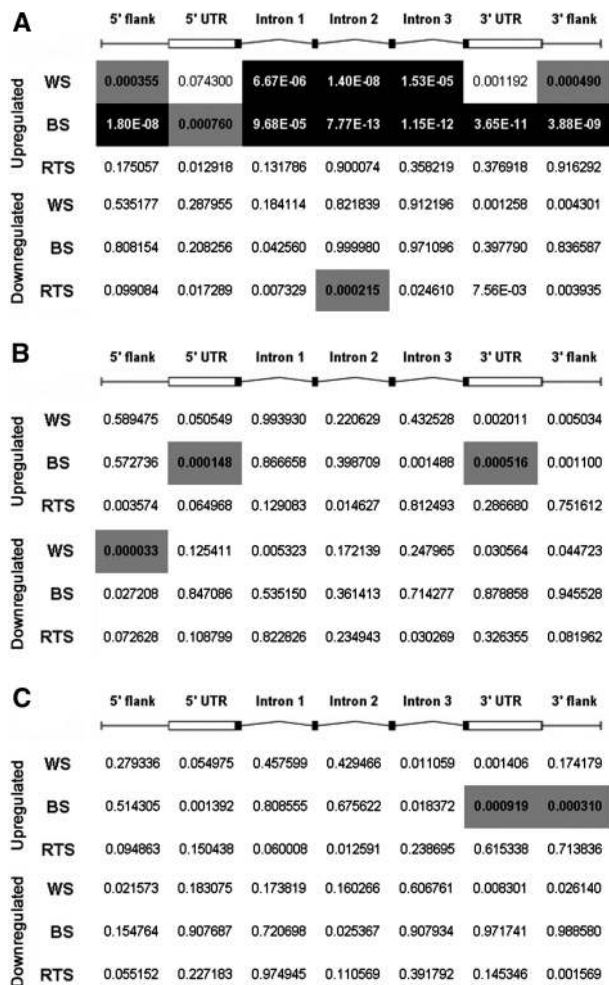 A
5' flank 5' UTR Intron 1 Intron 2 Intron 3 3' UTR 3' flank
Upregulated
WS 0.000355 0.074300 6.67E-06 1.40E-08 1.53E-05 0.001192 0.000490
BS 1.80E-08 0.000760 9.68E-05 7.77E-13 1.15E-12 3.65E-11 3.88E-09
RTS 0.175057 0.012918 0.131786 0.900074 0.358219 0.376918 0.916292
Downregulated
WS 0.535177 0.287955 0.184114 0.821839 0.912196 0.001258 0.004301
BS 0.808154 0.208256 0.042560 0.999980 0.971096 0.397790 0.836587
RTS 0.099084 0.017289 0.007329 0.000215 0.024610 7.56E-03 0.003935
B
5' flank 5' UTR Intron 1 Intron 2 Intron 3 3' UTR 3' flank
Upregulated
WS 0.589475 0.050549 0.993930 0.220629 0.432528 0.002011 0.005034
BS 0.572736 0.000148 0.866658 0.398709 0.001488 0.000516 0.001100
RTS 0.003574 0.064968 0.129083 0.014627 0.812493 0.286680 0.751612
Downregulated
WS 0.000033 0.125411 0.005323 0.172139 0.247965 0.030564 0.044723
BS 0.027208 0.847086 0.535150 0.361413 0.714277 0.878858 0.945528
RTS 0.072628 0.108799 0.822826 0.234943 0.030269 0.326355 0.081962
C
5' flank 5' UTR Intron 1 Intron 2 Intron 3 3' UTR 3' flank
Upregulated
WS 0.279336 0.054975 0.457599 0.429466 0.011059 0.001406 0.174179
BS 0.514305 0.001392 0.808555 0.675622 0.018372 0.000919 0.000310
RTS 0.094863 0.150438 0.060008 0.012591 0.238695 0.615338 0.713836
Downregulated
WS 0.021573 0.183075 0.173819 0.160266 0.606761 0.008301 0.026140
BS 0.154764 0.907687 0.720698 0.025367 0.907934 0.971741 0.988580
RTS 0.055152 0.227183 0.974945 0.110569 0.391792 0.145346 0.001569